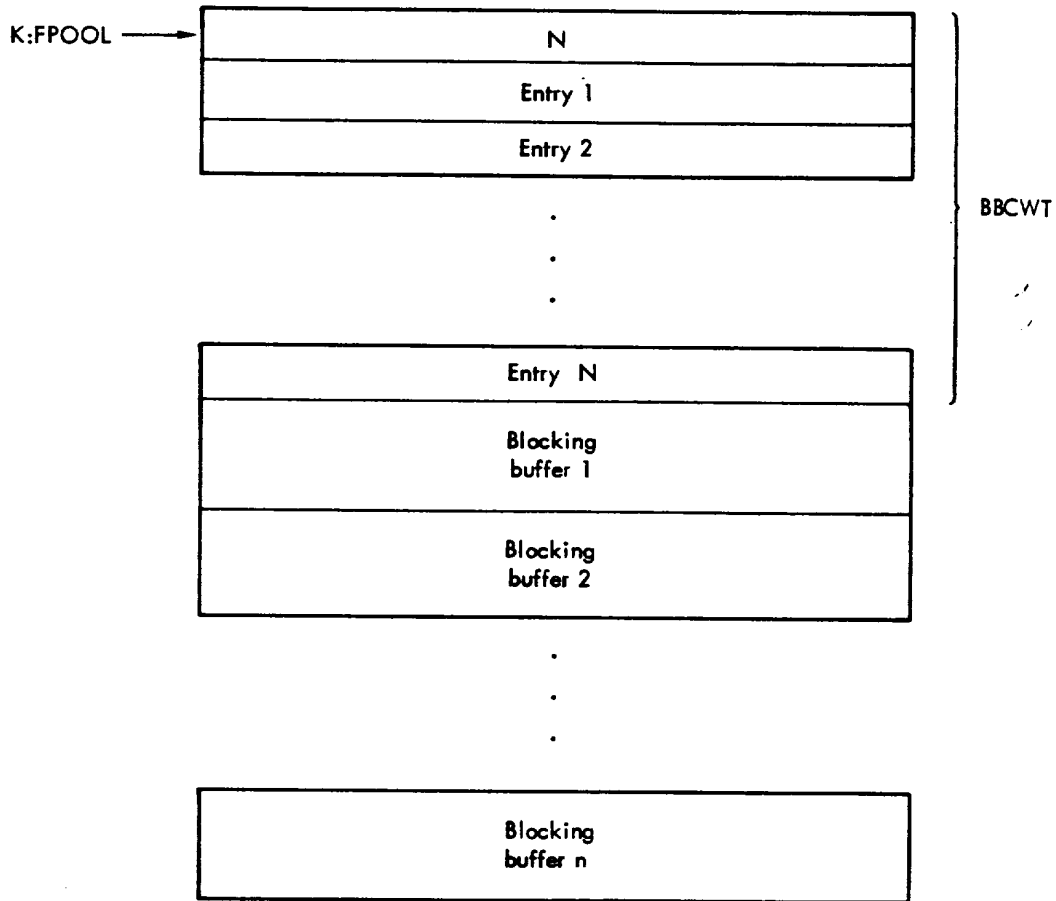 K:FPOOL
N
Entry 1
Entry 2
BBCWT
Entry N
Blocking
buffer 1
Blocking
buffer 2
Blocking
buffer n